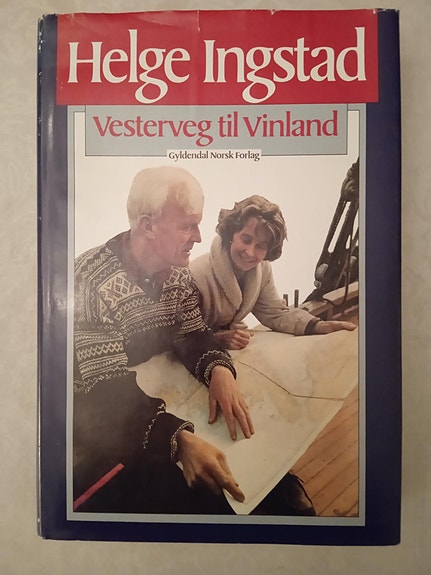 Helge Ingstad
Vesterveg til Vinland
Gyldendal Norsk Forlag